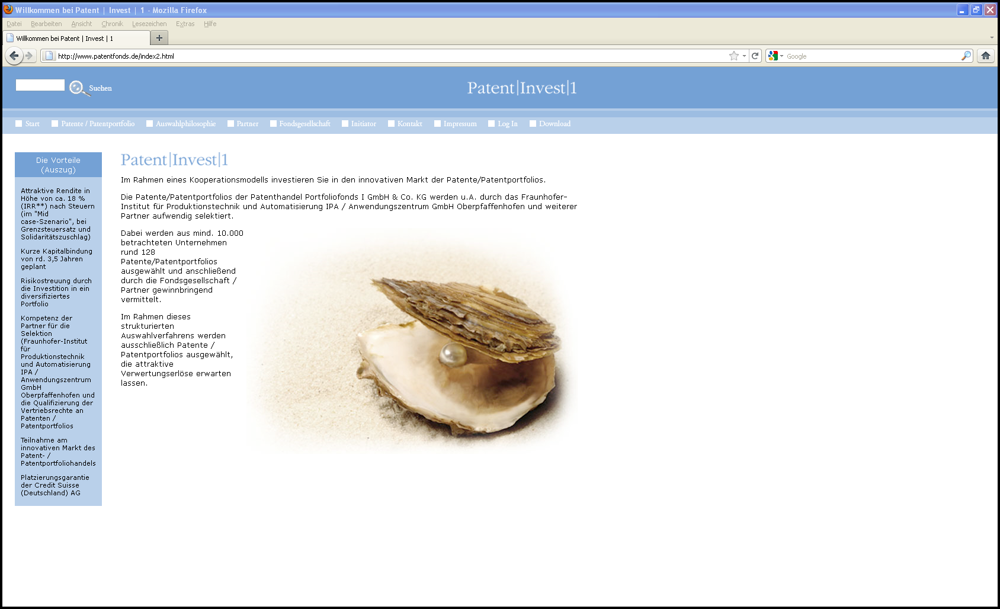 Willkommen bei Patent | Invest | 1 - Mozilla Firefox
Datei Bearbeiten Ansicht Chronik Lesezeichen Extras Hilfe
Willkommen bei Patent | Invest | 1
http://www.patentfonds.de/index2.html
Google
Suchen
Patent|Invest|1
Start Patente / Patentportfolio Auswahlphilosophie Partner Fondsgesellschaft Initiator Kontakt Impressum Log In Download
Die Vorteile
(Auszug)
Attraktive Rendite in
Höhe von ca. 18 %
(IRR**) nach Steuern
(im "Mid
case-Szenario", bei
Grenzsteuersatz und
Solidaritätszuschlag)
Kurze Kapitalbindung
von rd. 3,5 Jahren
geplant
Risikostreuung durch
die Investition in ein
diversifiziertes
Portfolio
Kompetenz der
Partner für die
Selektion
(Fraunhofer-Institut
für
Produktionstechnik
und Automatisierung
IPA /
Anwendungszentrum
GmbH
Oberpfaffenhofen und
die Qualifizierung der
Vertriebsrechte an
Patenten /
Patentportfolios
Teilnahme am
innovativen Markt des
Patent- /
Patentportfoliohandels
Platzierungsgarantie
der Credit Suisse
(Deutschland) AG
Patent|Invest|1
Im Rahmen eines Kooperationsmodells investieren Sie in den innovativen Markt der Patente/Patentportfolios.
Die Patente/Patentportfolios der Patenthandel Portfoliofonds I GmbH & Co. KG werden u.A. durch das Fraunhofer-
Institut für Produktionstechnik und Automatisierung IPA / Anwendungszentrum GmbH Oberpfaffenhofen und weiterer
Partner aufwendig selektiert.
Dabei werden aus mind. 10.000
betrachteten Unternehmen
rund 128
Patente/Patentportfolios
ausgewählt und anschließend
durch die Fondsgesellschaft /
Partner gewinnbringend
vermittelt.
Im Rahmen dieses
strukturierten
Auswahlverfahrens werden
ausschließlich Patente /
Patentportfolios ausgewählt,
die attraktive
Verwertungserlöse erwarten
lassen.